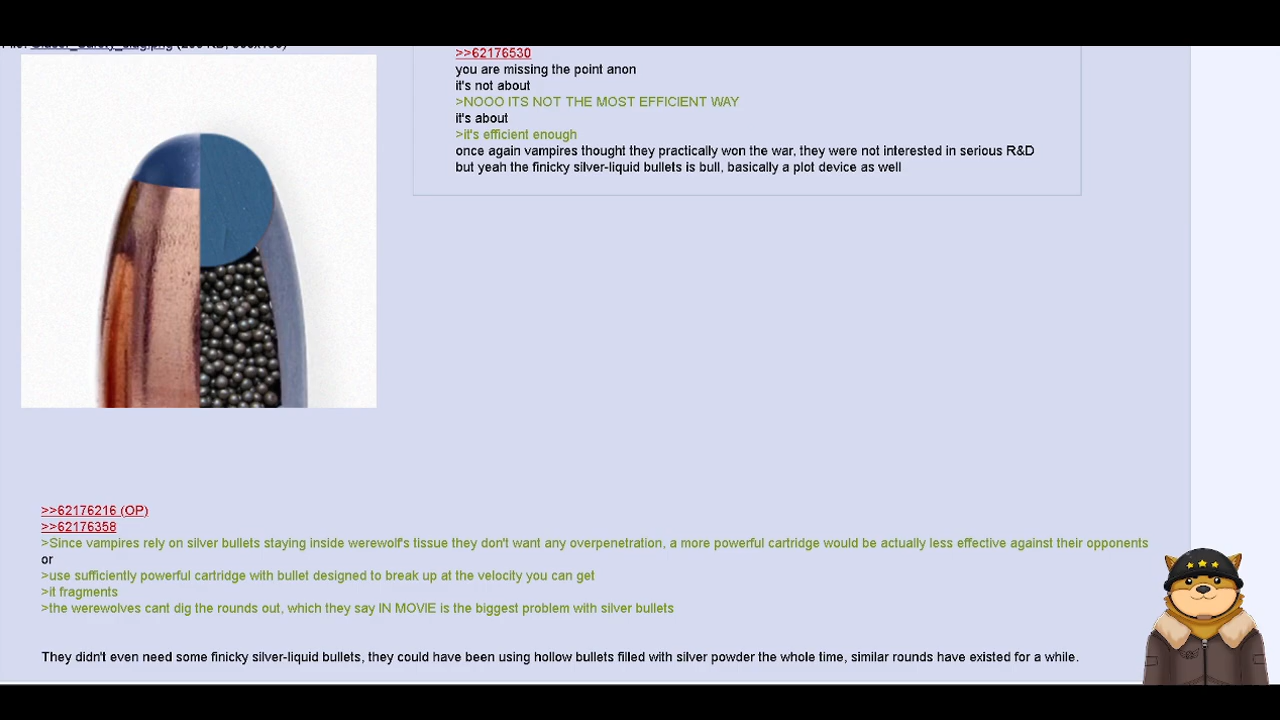 >>62176530
you are missing the point anon
it's not about
>NOOO ITS NOT THE MOST EFFICIENT WAY
it's about
>it's efficient enough
once again vampires thought they practically won the war, they were not interested in serious R&D
but yeah the finicky silver-liquid bullets is bull, basically a plot device as well
>>62176216 (OP)
>>62176358
>Since vampires rely on silver bullets staying inside werewolf's tissue they don't want any overpenetration, a more powerful cartridge would be actually less effective against their opponents
or
>use sufficiently powerful cartridge with bullet designed to break up at the velocity you can get
>it fragments
>the werewolves cant dig the rounds out, which they say IN MOVIE is the biggest problem with silver bullets
They didn't even need some finicky silver-liquid bullets, they could have been using hollow bullets filled with silver powder the whole time, similar rounds have existed for a while.